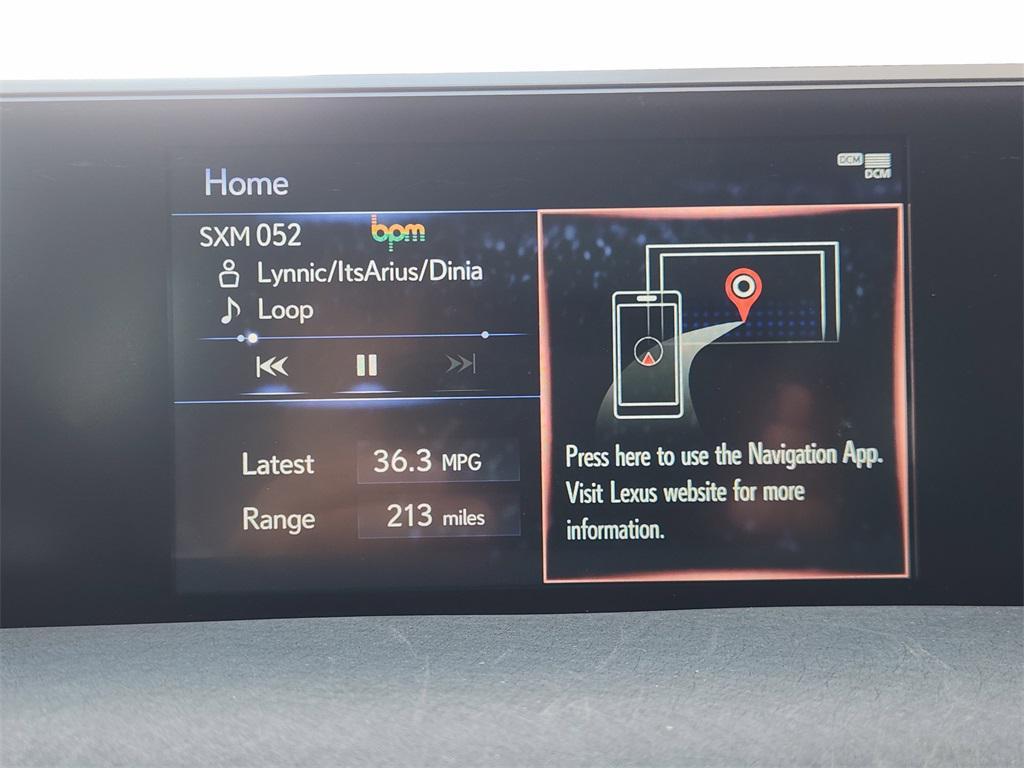 Home
DCM
DCM
SXM 052
bpm
Lynnic/ItsArius/Dinia
Loop
Latest 36.3 MPG
Range 213 miles
Press here to use the Navigation App.
Visit Lexus website for more
information.